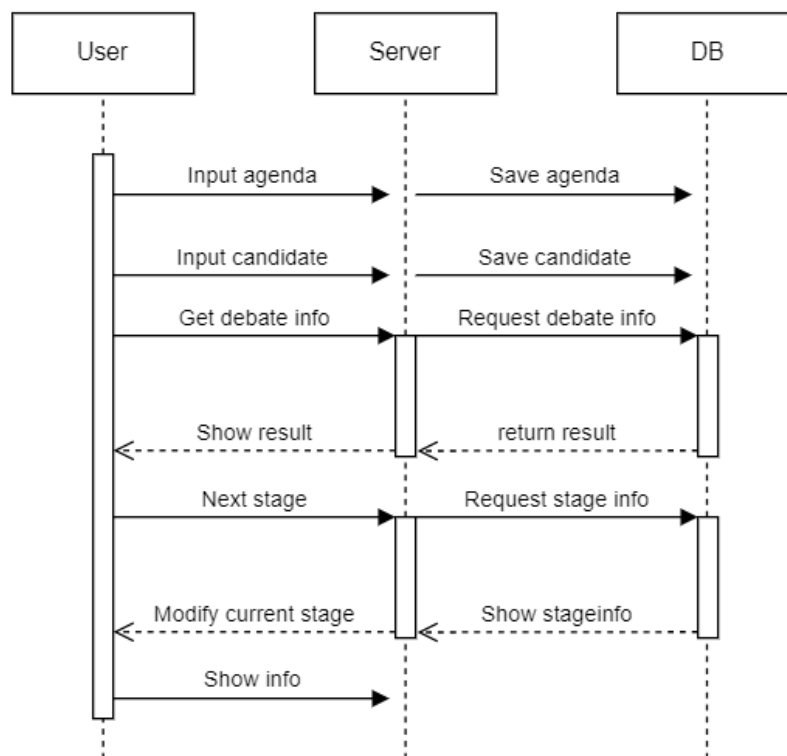 User
Server
DB
Input agenda
Save agenda
Input candidate
Save candidate
Get debate info
Request debate info
Show result
return result
Next stage
Request stage info
Modify current stage
Show stageinfo
Show info